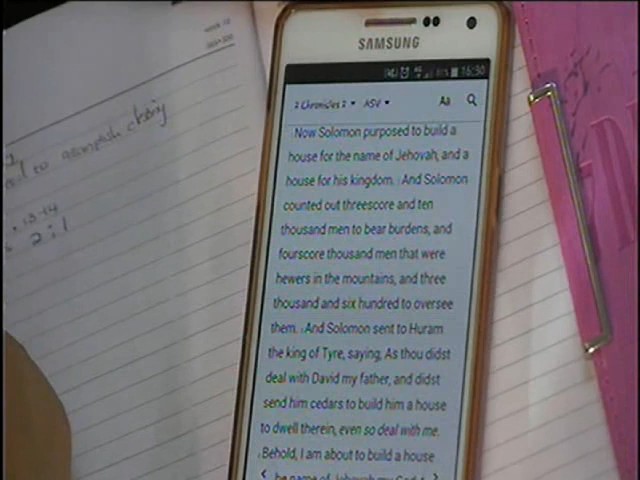 to accomplish
13-14
2:1
SAMSUNG
16:30
2 Chronicles 2 ASV Aa
Now Solomon purposed to build a
house for the name of Jehovah, and a
house for his kingdom. And Solomon
counted out threescore and ten
thousand men to bear burdens, and
fourscore thousand men that were
hewers in the mountains, and three
thousand and six hundred to oversee
them. And Solomon sent to Huram
the king of Tyre, saying, As thou didst
deal with David my father, and didst
send him cedars to build him a house
to dwell therein, even so deal with me.
Behold, I am about to build a house